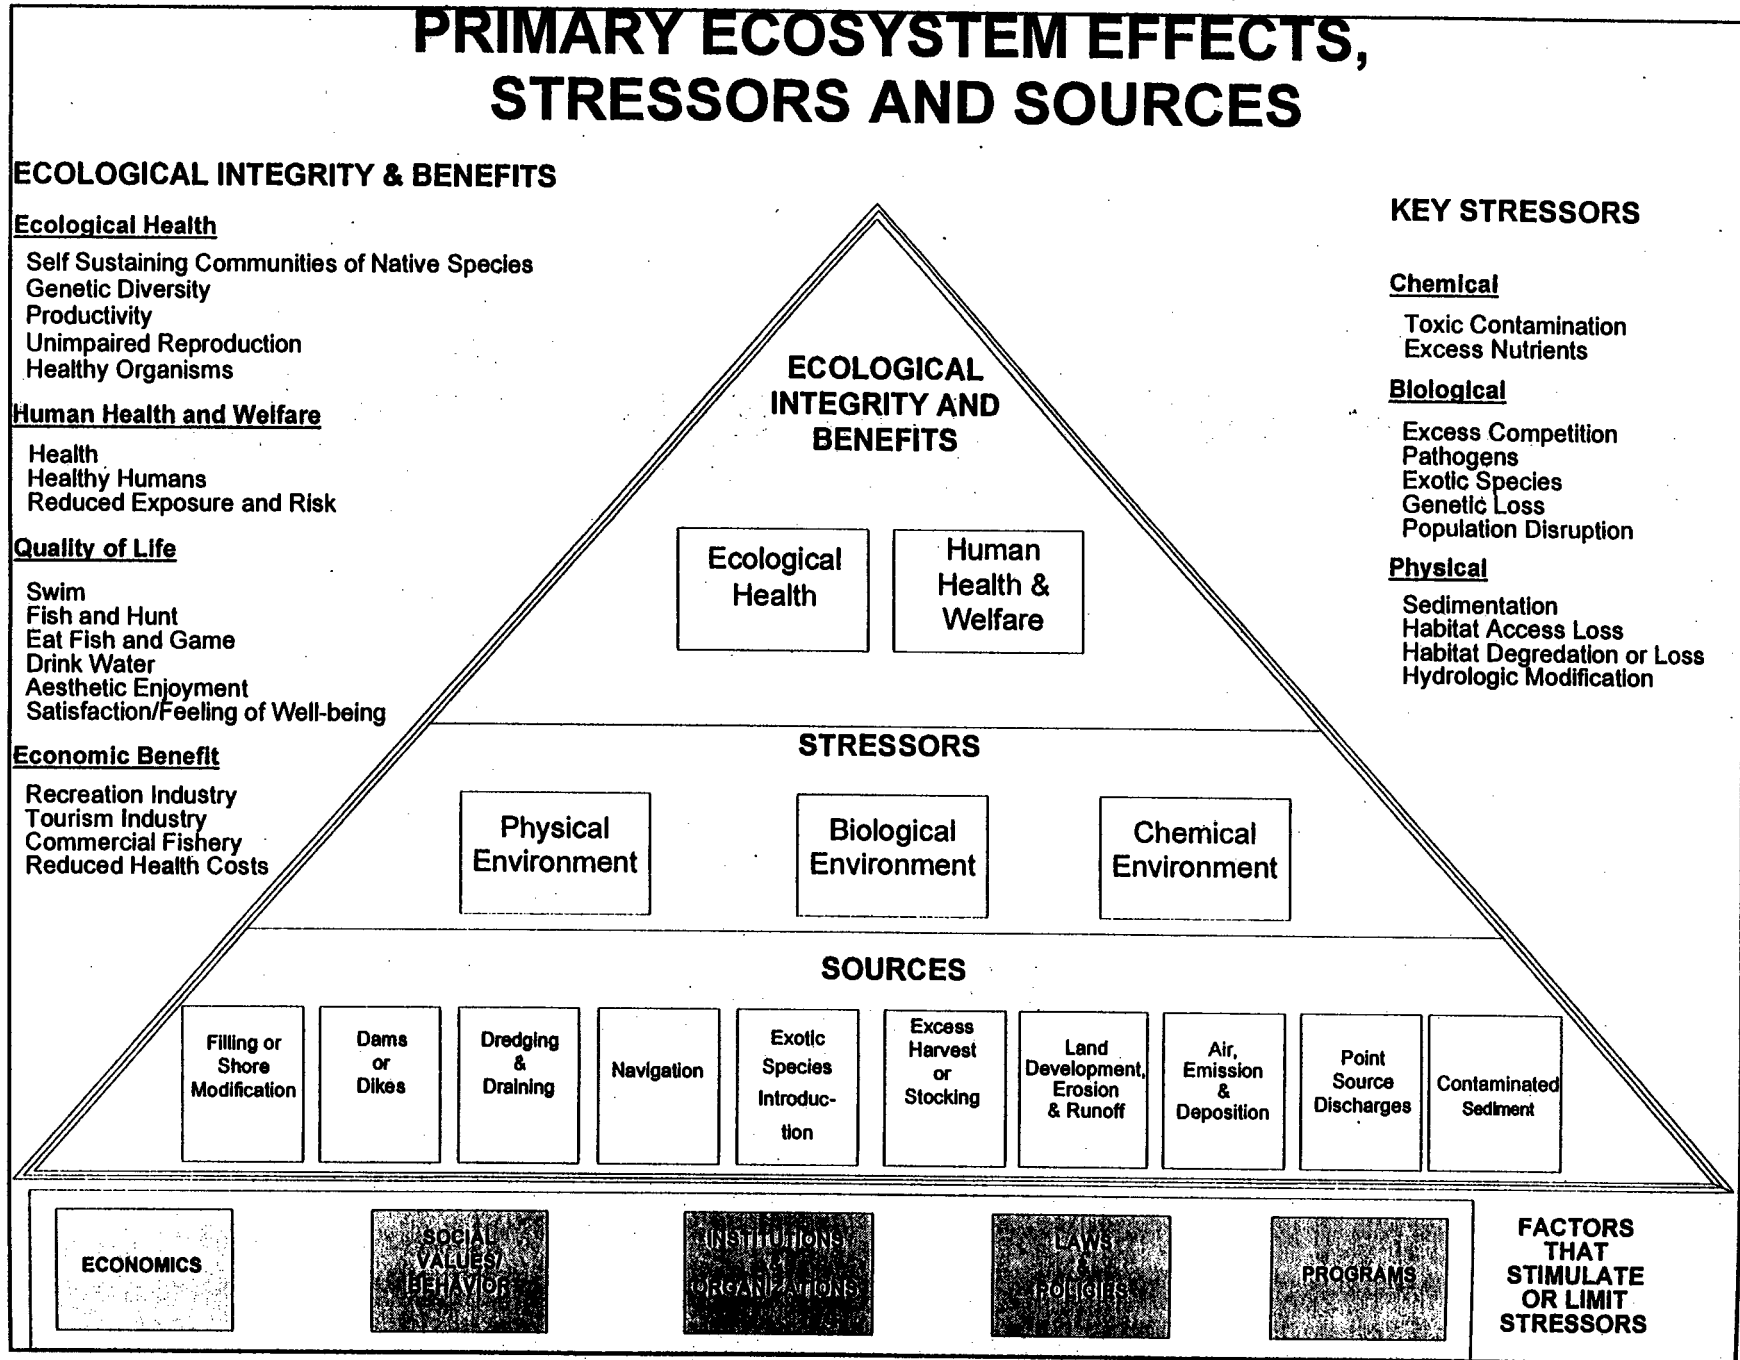 PRIMARY ECOSYSTEM EFFECTS,
STRESSORS AND SOURCES
ECOLOGICAL INTEGRITY & BENEFITS
Ecological Health
Self Sustaining Communities of Native Species
Genetic Diversity
Productivity
Unimpaired Reproduction
Healthy Organisms
Human Health and Welfare
Health
Healthy Humans
Reduced Exposure and Risk
Quality of Life
Swim
Fish and Hunt
Eat Fish and Game
Drink Water
Aesthetic Enjoyment
Satisfaction/Feeling of Well-being
Economic Benefit
Recreation Industry
Tourism Industry
Commercial Fishery
Reduced Health Costs
KEY STRESSORS
Chemical
Toxic Contamination
Excess Nutrients
Biological
Excess Competition
Pathogens
Exotic Species
Genetic Loss
Population Disruption
Physical
Sedimentation
Habitat Access Loss
Habitat Degredation or Loss
Hydrologic Modification
ECOLOGICAL
INTEGRITY AND
BENEFITS
Ecological
Health
Human
Health &
Welfare
STRESSORS
Physical
Environment
Biological
Environment
Chemical
Environment
SOURCES
Filling or
Shore
Modification
Dams
or
Dikes
Dredging
&
Draining
Navigation
Exotic
Species
Introduc-
tion
Excess
Harvest
or
Stocking
Land
Development,
Erosion
& Runoff
Air,
Emission
&
Deposition
Point
Source
Discharges
Contaminated
Sediment
ECONOMICS
SOCIAL
VALUES/
BEHAVIOR
INSTITUTIONS
&
ORGANIZATIONS
LAWS
&
POLICIES
PROGRAMS
FACTORS
THAT
STIMULATE
OR LIMIT
STRESSORS